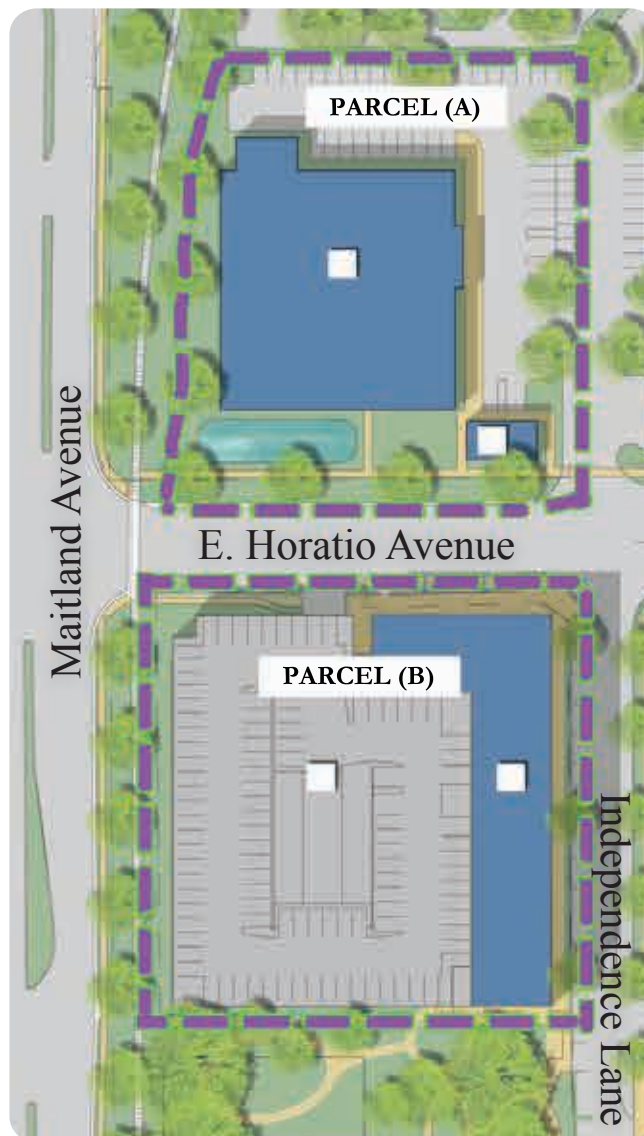 PARCEL (A)
Maitland Avenue
E. Horatio Avenue
PARCEL (B)
Independence Lane